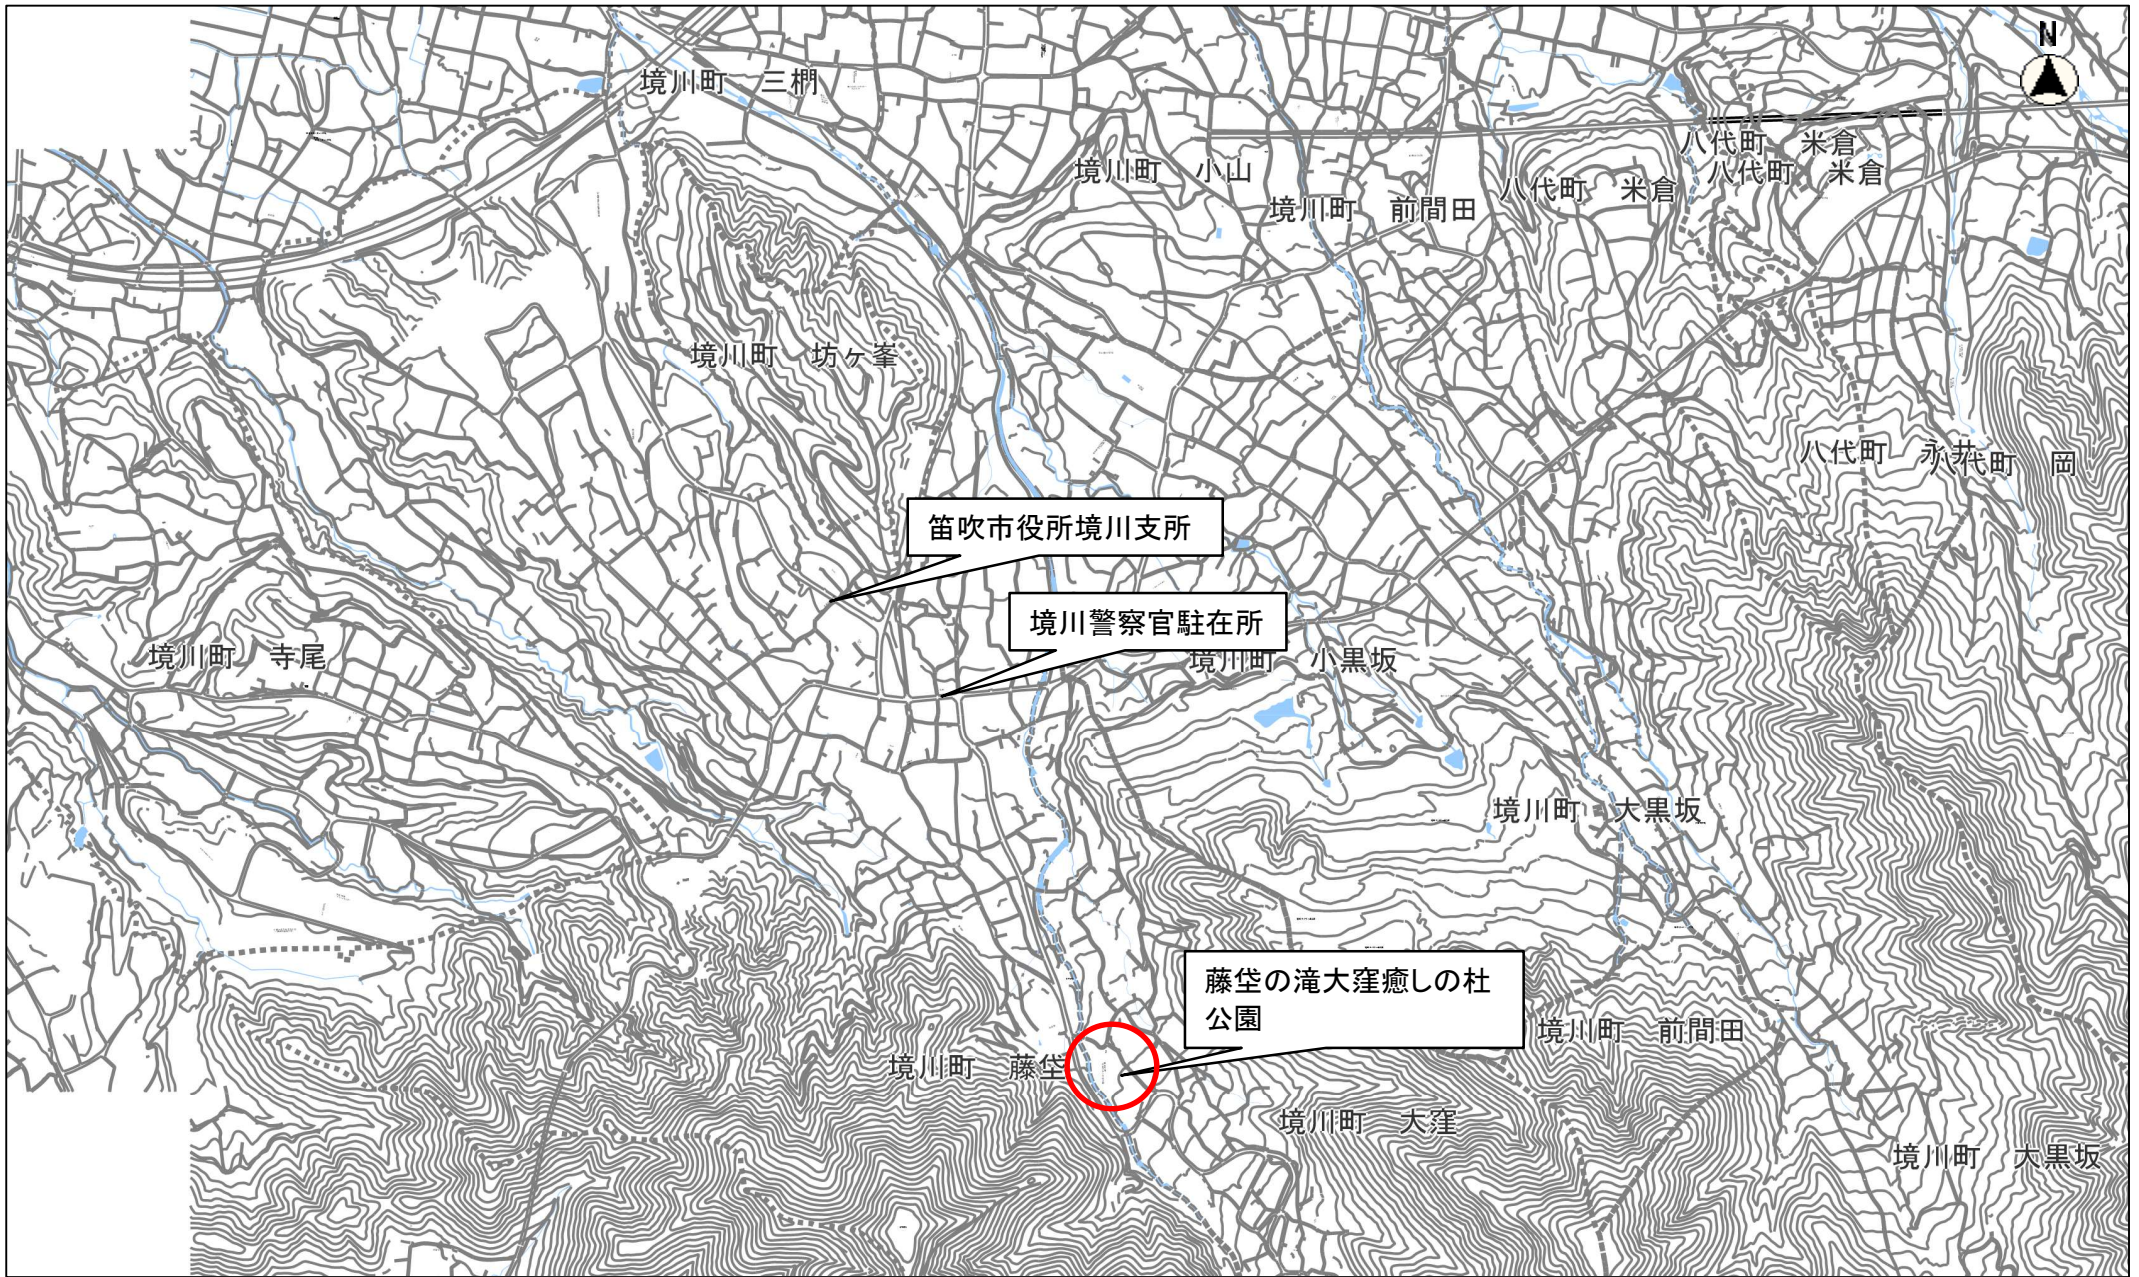 N
境川町　三椚
八代町　米倉
境川町　小山
八代町　米倉
八代町　米倉
境川町　前間田
境川町　坊ヶ峯
八代町　永井
八代町　岡
笛吹市役所境川支所
境川警察官駐在所
境川町　寺尾
境川町　小黒坂
境川町　大黒坂
藤垈の滝大窪癒しの杜
公園
境川町　前間田
境川町　藤垈
境川町　大窪
境川町　大黒坂